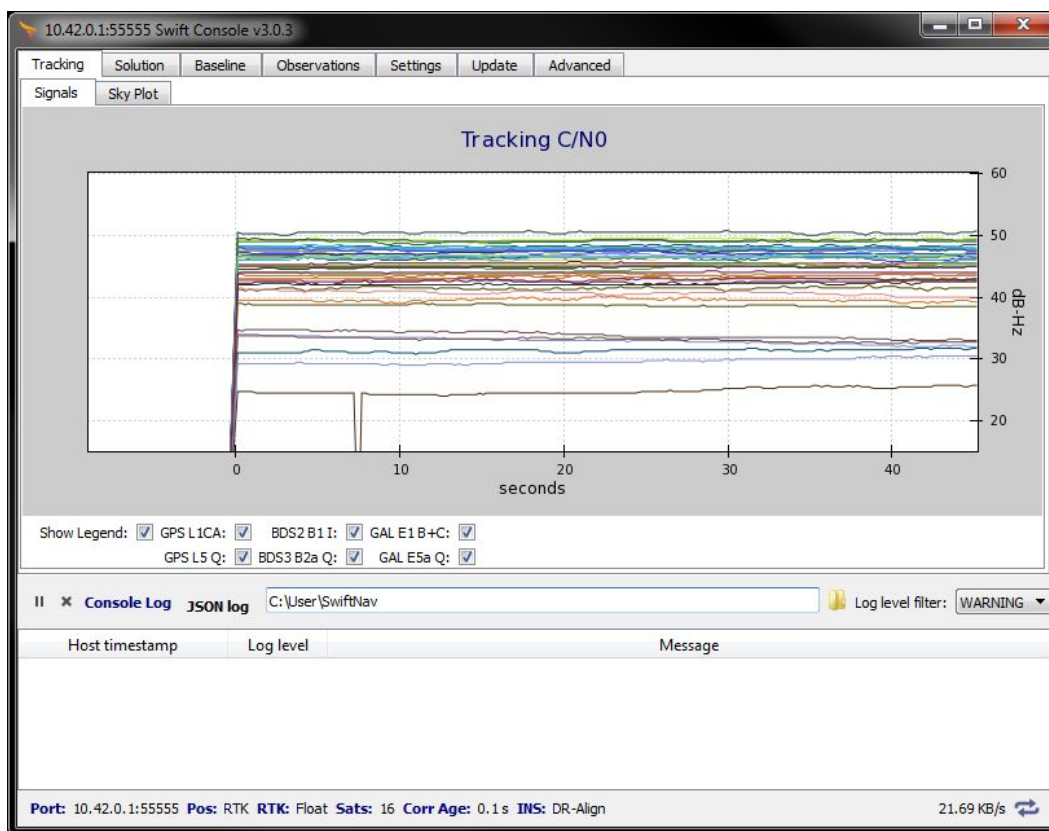 10.42.0.1:55555 Swift Console v3.0.3
Tracking Solution Baseline Observations Settings Update Advanced
Signals Sky Plot
Tracking C/N0
60
50
40
30
20
dB-Hz
0 10 20 30 40
seconds
Show Legend: GPS L1CA: BDS2 B1 I: GAL E1 B+C:
GPS L5 Q: BDS3 B2a Q: GAL E5a Q:
Console Log JSON log C:\User\SwiftNav Log level filter: WARNING
Host timestamp Log level Message
Port: 10.42.0.1:55555 Pos: RTK RTK: Float Sats: 16 Corr Age: 0.1 s INS: DR-Align 21.69 KB/s